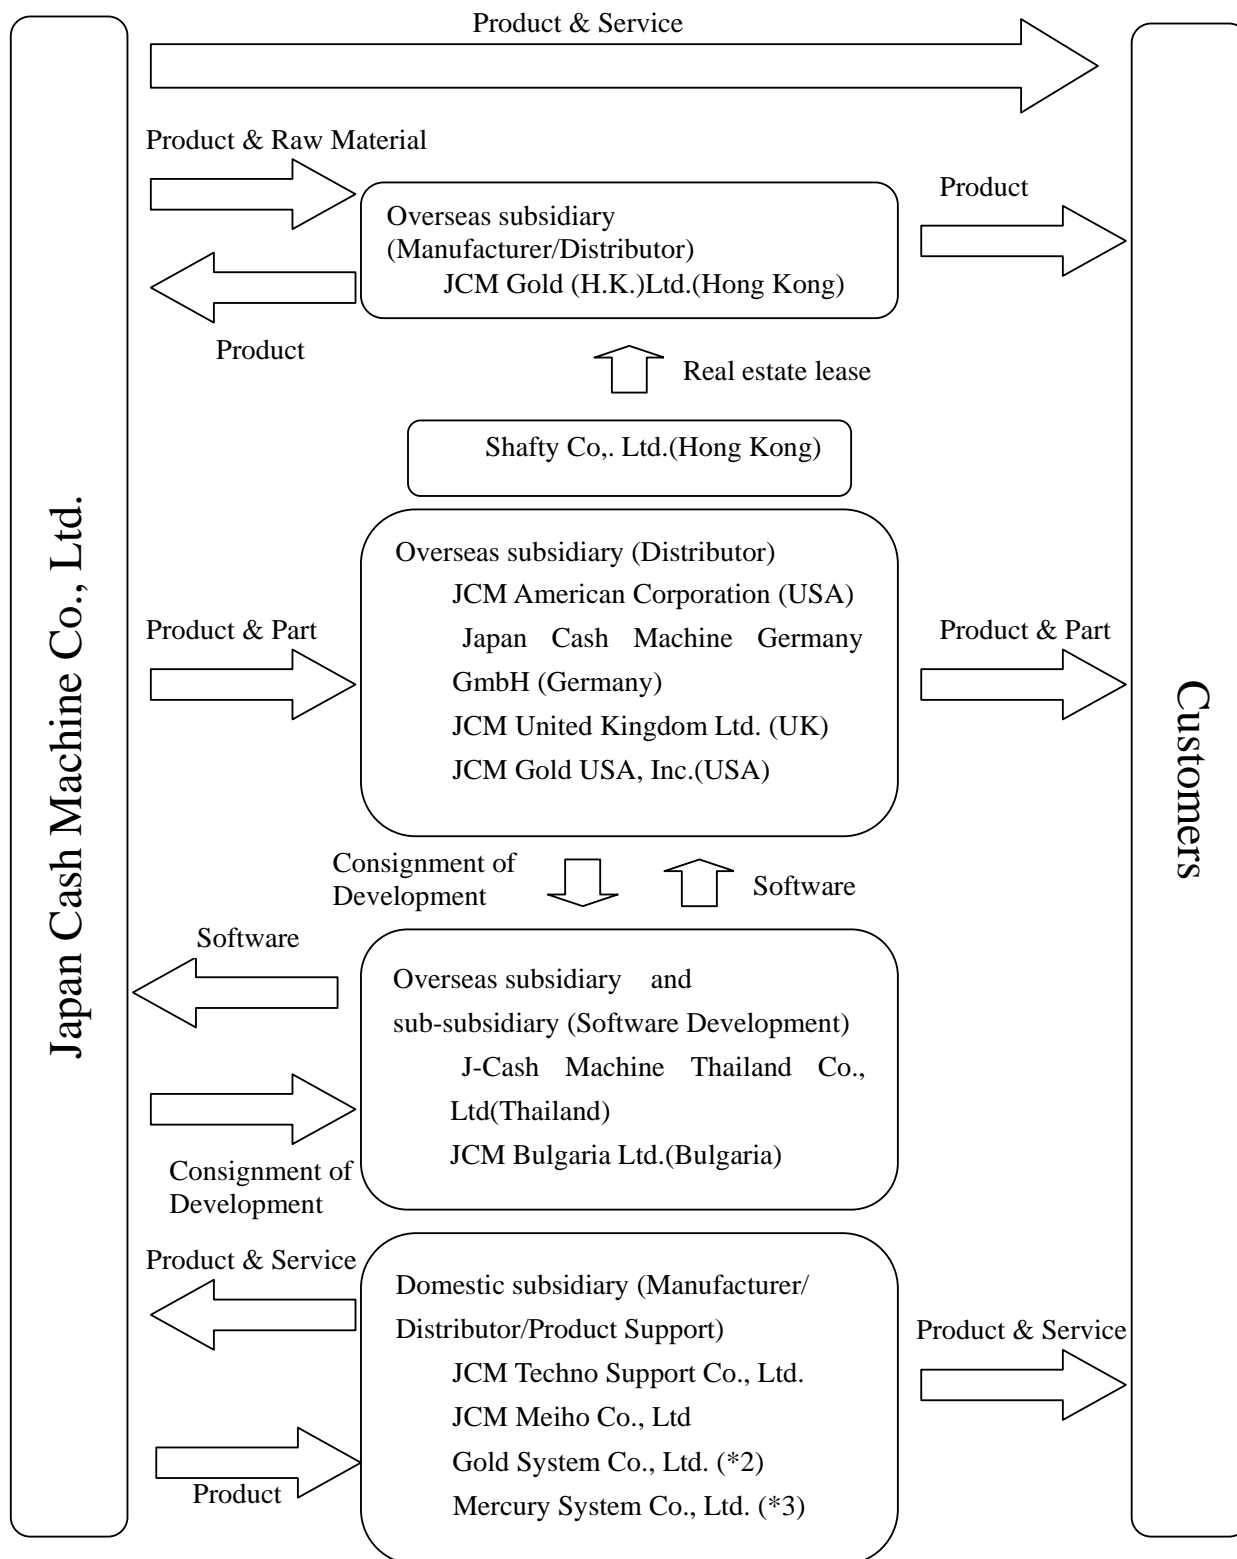 Product & Service
Japan Cash Machine Co., Ltd.
Customers
Product & Raw Material
Product
Overseas subsidiary
(Manufacturer/Distributor)
JCM Gold (H.K.)Ltd.(Hong Kong)
Product
Real estate lease
Shafty Co,. Ltd.(Hong Kong)
Overseas subsidiary (Distributor)
JCM American Corporation (USA)
Japan Cash Machine Germany
GmbH (Germany)
JCM United Kingdom Ltd. (UK)
JCM Gold USA, Inc.(USA)
Product & Part
Product & Part
Consignment of
Development
Software
Software
Overseas subsidiary and
sub-subsidiary (Software Development)
J-Cash Machine Thailand Co.,
Ltd(Thailand)
JCM Bulgaria Ltd.(Bulgaria)
Consignment of
Development
Product & Service
Domestic subsidiary (Manufacturer/
Distributor/Product Support)
JCM Techno Support Co., Ltd.
JCM Meiho Co., Ltd
Gold System Co., Ltd. (*2)
Mercury System Co., Ltd. (*3)
Product & Service
Product